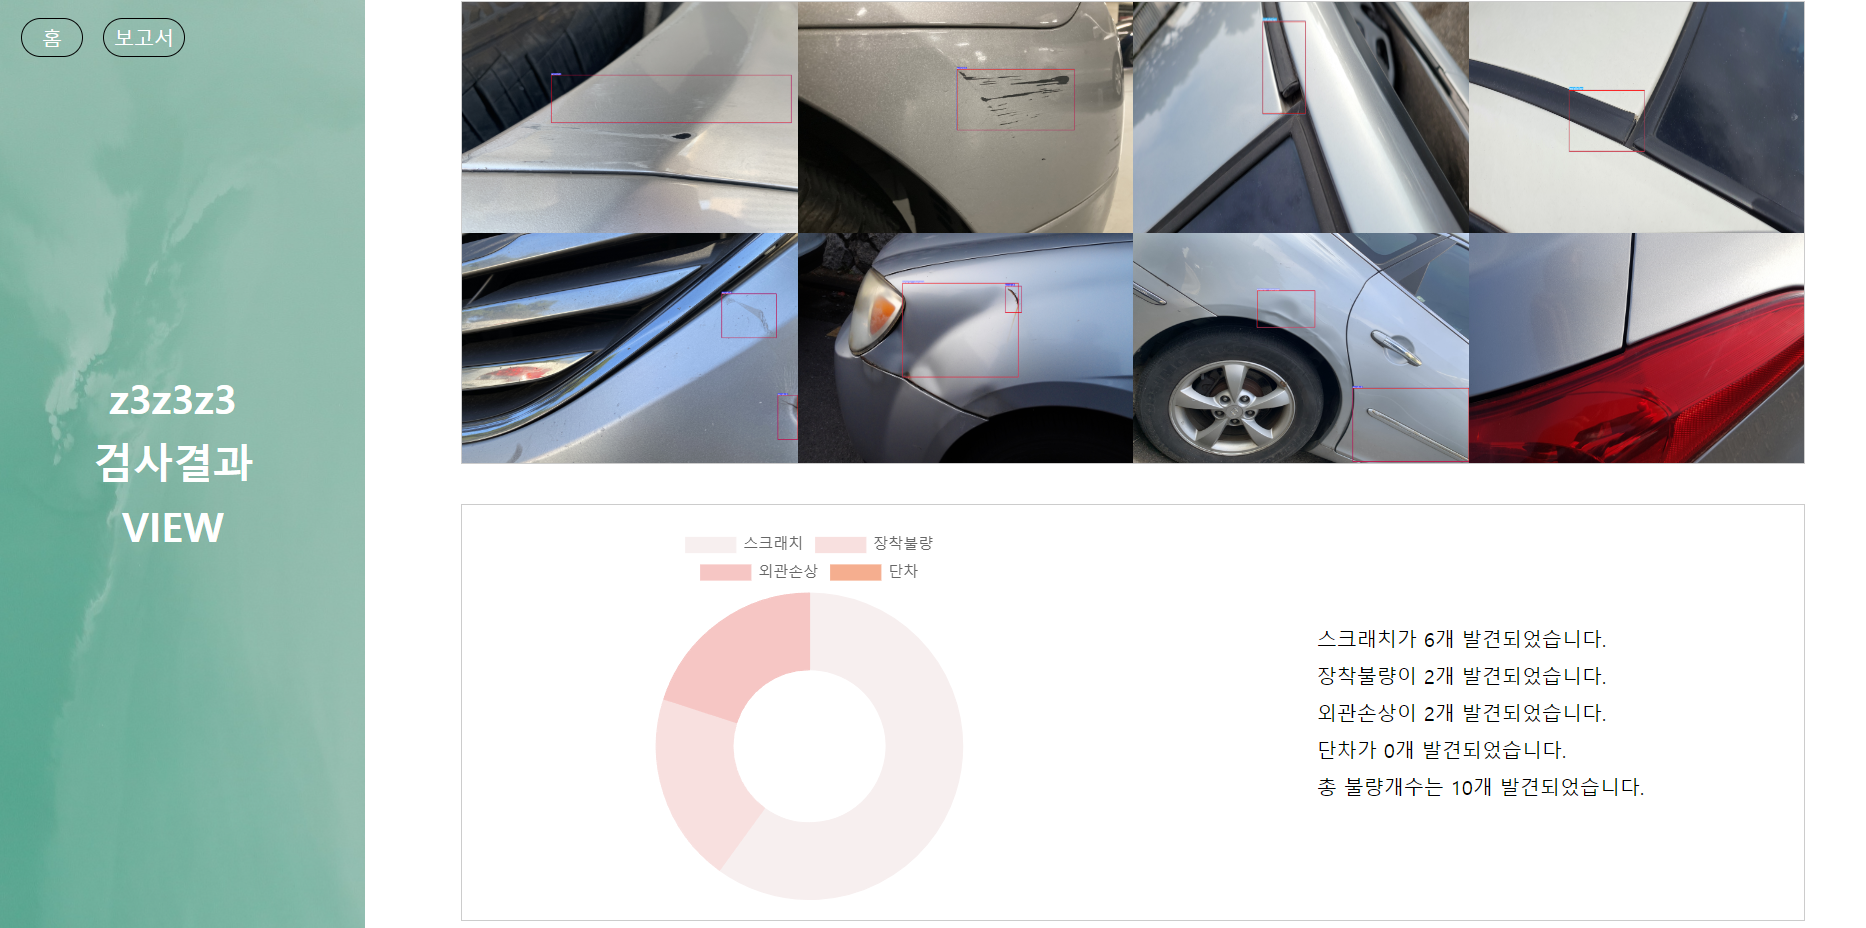 홈
보고서
z3z3z3
검사결과
VIEW
스크래치
장착불량
외관손상
단차
스크래치가 6개 발견되었습니다.
장착불량이 2개 발견되었습니다.
외관손상이 2개 발견되었습니다.
단차가 0개 발견되었습니다.
총 불량개수는 10개 발견되었습니다.